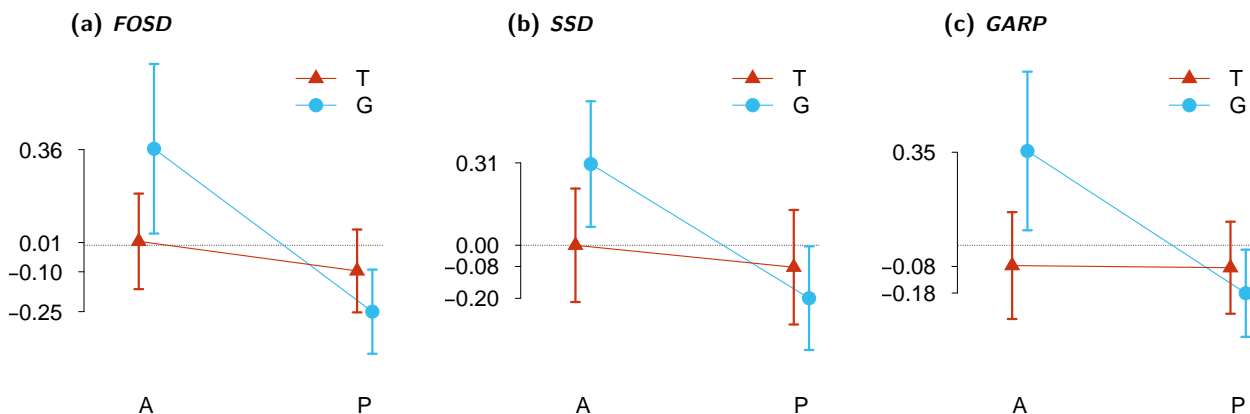 (a) FOSD
T
G
0.36
0.01
−0.10
−0.25
A P
(b) SSD
T
G
0.31
0.00
−0.08
−0.20
A P
(c) GARP
T
G
0.35
−0.08
−0.18
A P